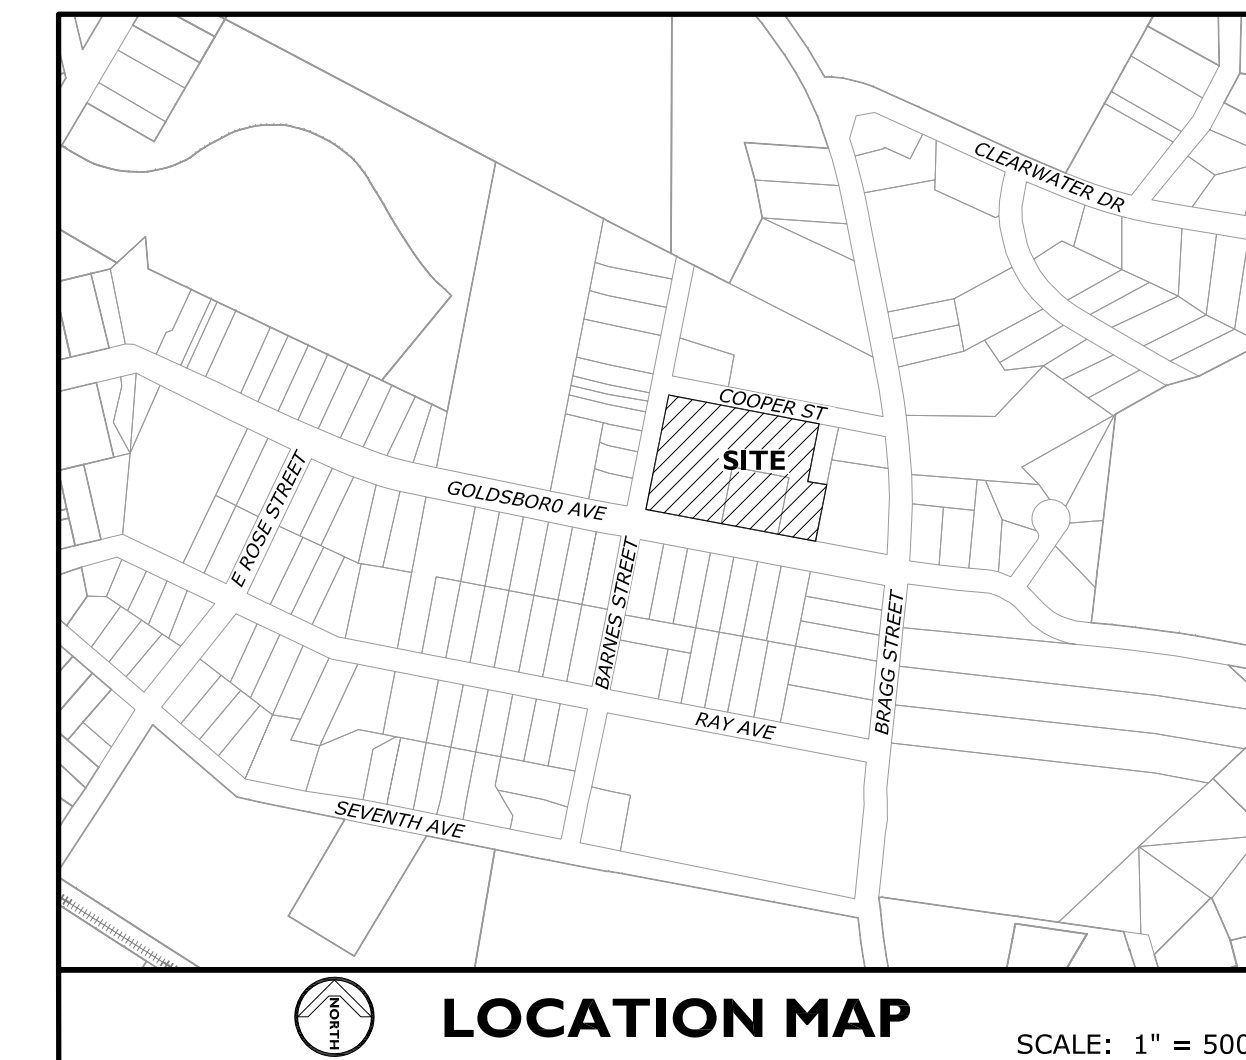 CLEARWATER DR
COOPER ST
SITE
GOLDSBOR0 AVE
E ROSE STREET
BARNES STREET
BRAGG STREET
RAY AVE
SEVENTH AVE
NORTH
LOCATION MAP
SCALE: 1" = 500